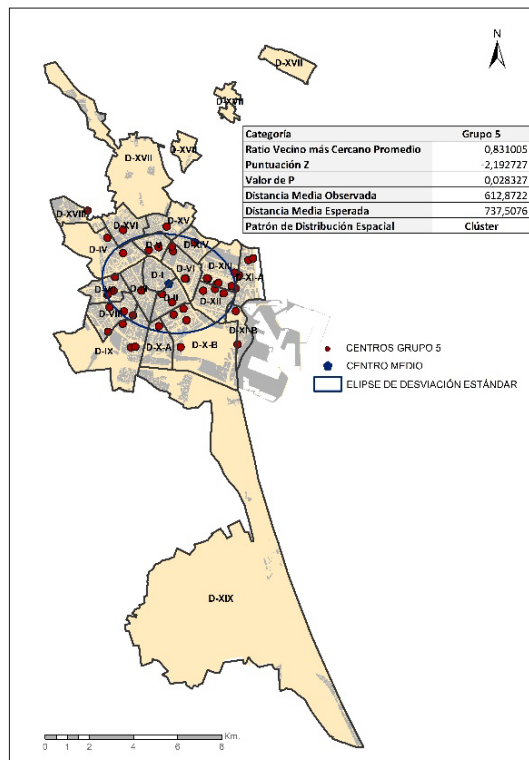 N
D-XVII
D-XVII
D-XVII
D-XVII
Categoría Grupo 5
Ratio Vecino más Cercano Promedio 0,831005
Puntuación Z -2,192727
Valor de P 0,028327
Distancia Media Observada 612,8722
Distancia Media Esperada 737,5076
Patrón de Distribución Espacial Clúster
D-XVIII
D-XVI
D-XV
D-IV
D-XIV
D-XIII
D-I
D-VI
D-XI-A
D-II
D-XII
D-VIII
D-XI-B
D-IX
D-X-A
D-X-B
CENTROS GRUPO 5
CENTRO MEDIO
ELIPSE DE DESVIACIÓN ESTÁNDAR
D-XIX
Km.
0 1 2 4 6 8